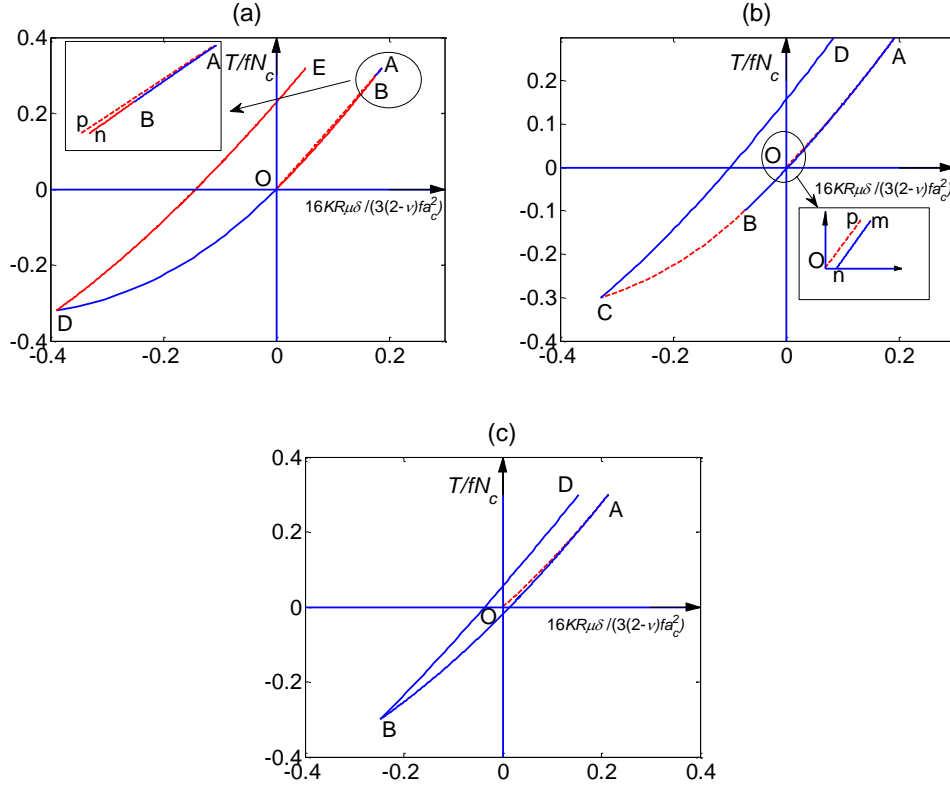 (a)
T/fN_c
E
A
B
A
B
p
n
O
D
16KRμδ/(3(2-ν)fa_c^2)
0.4
0.2
0
-0.2
-0.4
-0.4
-0.2
0
0.2
(b)
T/fN_c
D
A
O
B
C
16KRμδ/(3(2-ν)fa_c^2)
p
m
O
n
0.2
0.1
0
-0.1
-0.2
-0.3
-0.4
-0.4
-0.2
0
0.2
(c)
T/fN_c
D
A
O
B
16KRμδ/(3(2-ν)fa_c^2)
0.4
0.2
0
-0.2
-0.4
-0.4
-0.2
0
0.2
0.4